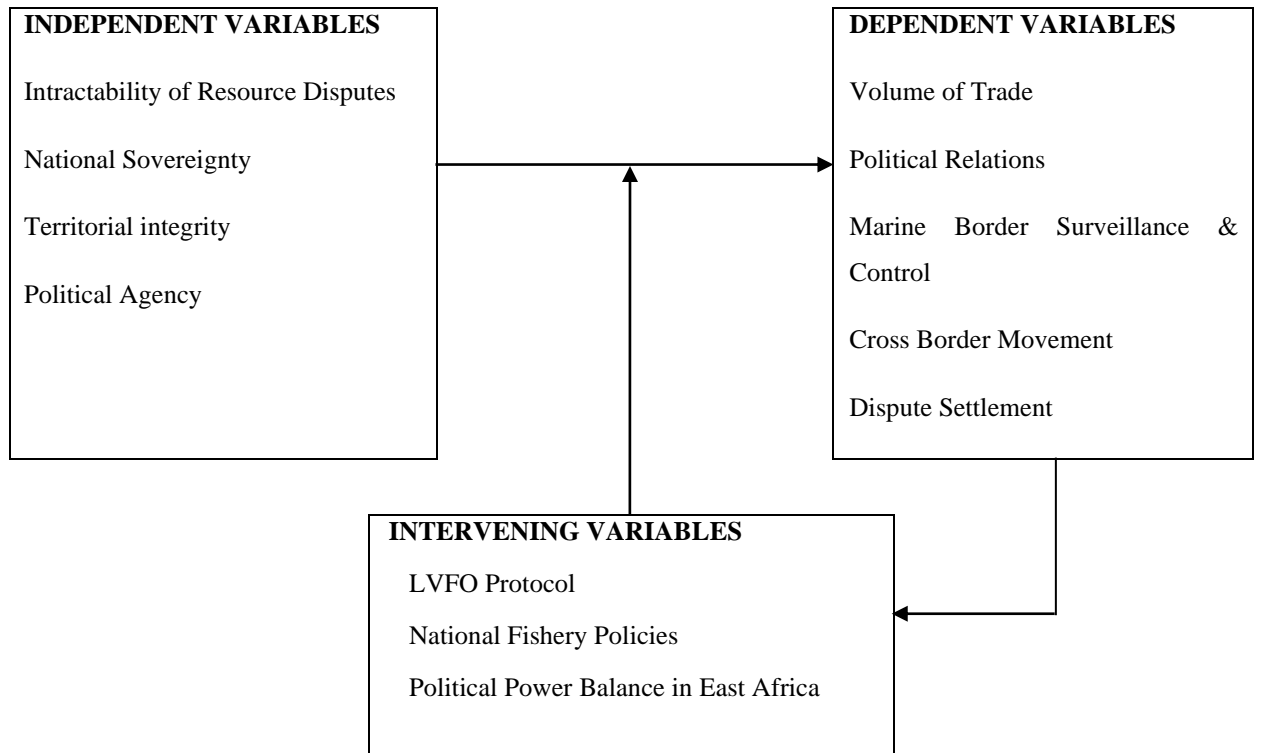 INDEPENDENT VARIABLES
Intractability of Resource Disputes
National Sovereignty
Territorial integrity
Political Agency
DEPENDENT VARIABLES
Volume of Trade
Political Relations
Marine Border Surveillance &
Control
Cross Border Movement
Dispute Settlement
INTERVENING VARIABLES
LVFO Protocol
National Fishery Policies
Political Power Balance in East Africa